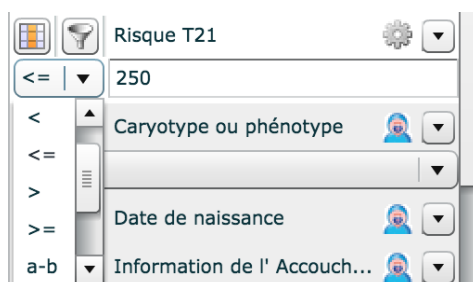 Risque T21
<= 250
< Caryotype ou phénotype
<=
>
>= Date de naissance
a-b Information de l' Accouch...